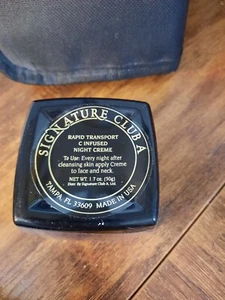 SIGNATURE CLUB A
RAPID TRANSPORT
C INFUSED
NIGHT CREME
To Use: Every night after
cleansing skin apply Creme
to face and neck.
NET WT. 1.7 oz. (50g)
Dist. By Signature Club A. Ltd.
TAMPA, FL 33609 MADE IN USA